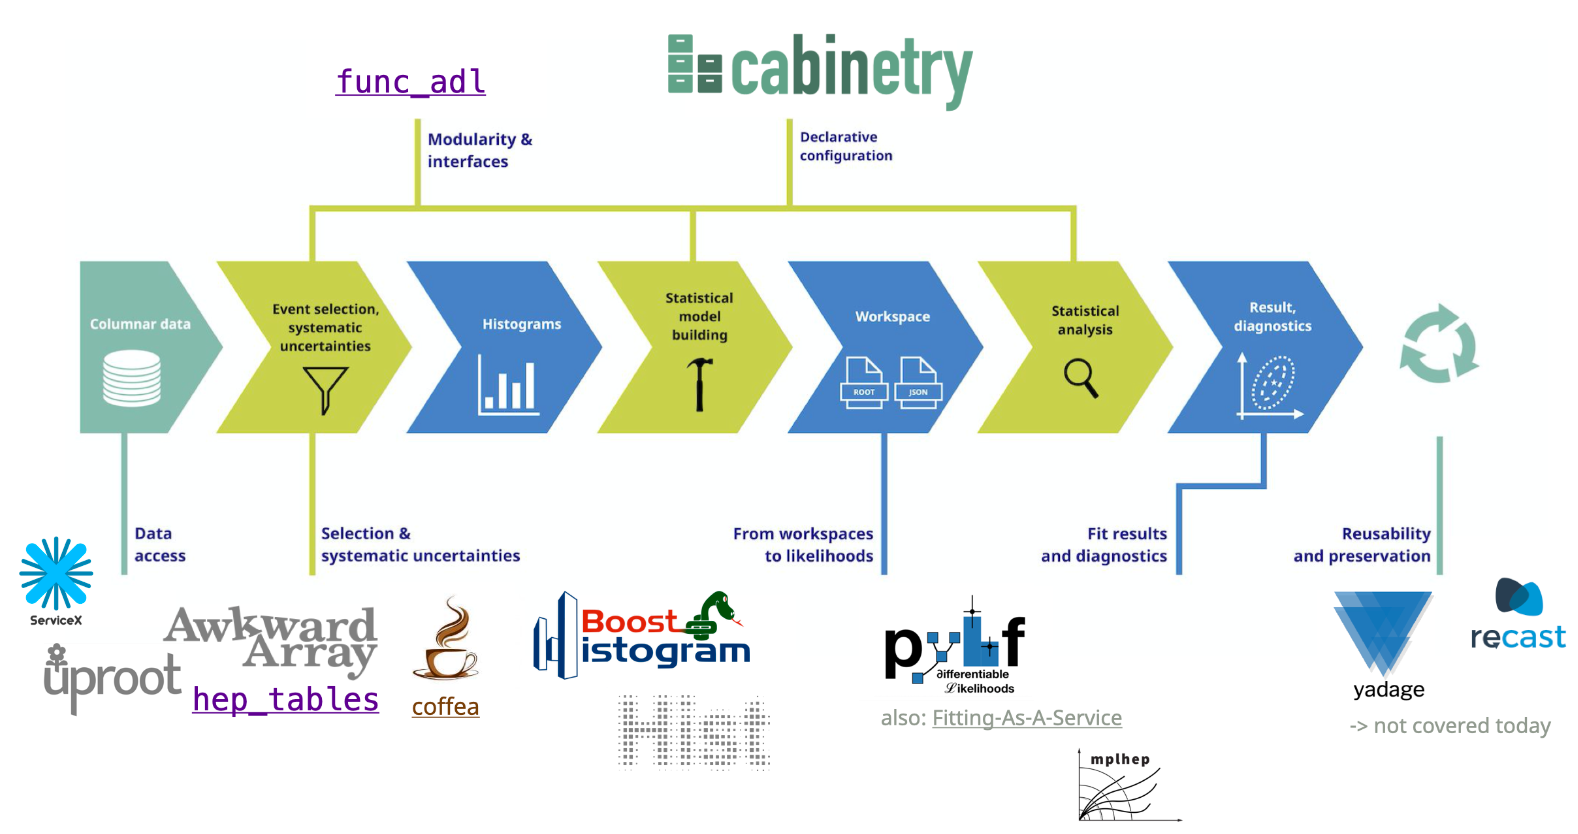 func_adl
cabinetry
Modularity &
interfaces
Declarative
configuration
Columnar data
Event selection,
systematic
uncertainties
Histograms
Statistical
model
building
Workspace
ROOT
JSON
Statistical
analysis
Result,
diagnostics
Data
access
Selection &
systematic uncertainties
From workspaces
to likelihoods
Fit results
and diagnostics
Reusability
and preservation
ServiceX
uproot
Awkward
Array
hep_tables
coffea
Boost
Histogram
Hist
pyhf
∂ifferentiable
ℒikelihoods
also: Fitting-As-A-Service
mplhep
yadage
recast
-> not covered today